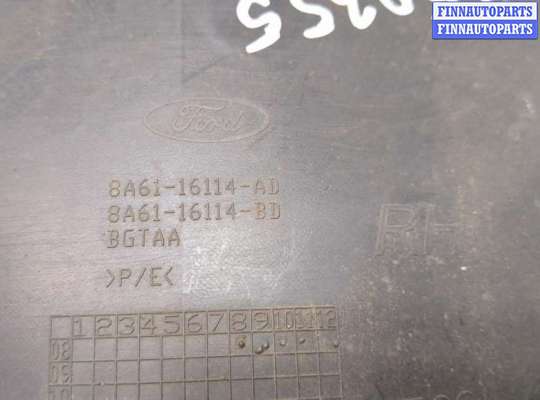 FINNAUTOPARTS
FINNAUTOPARTS
Ford
8A61-16114-AD
8A61-16114-BD
BGTAA
RH
>P/E<
1 2 3 4 5 6 7 8 9 10 11 12
08
09